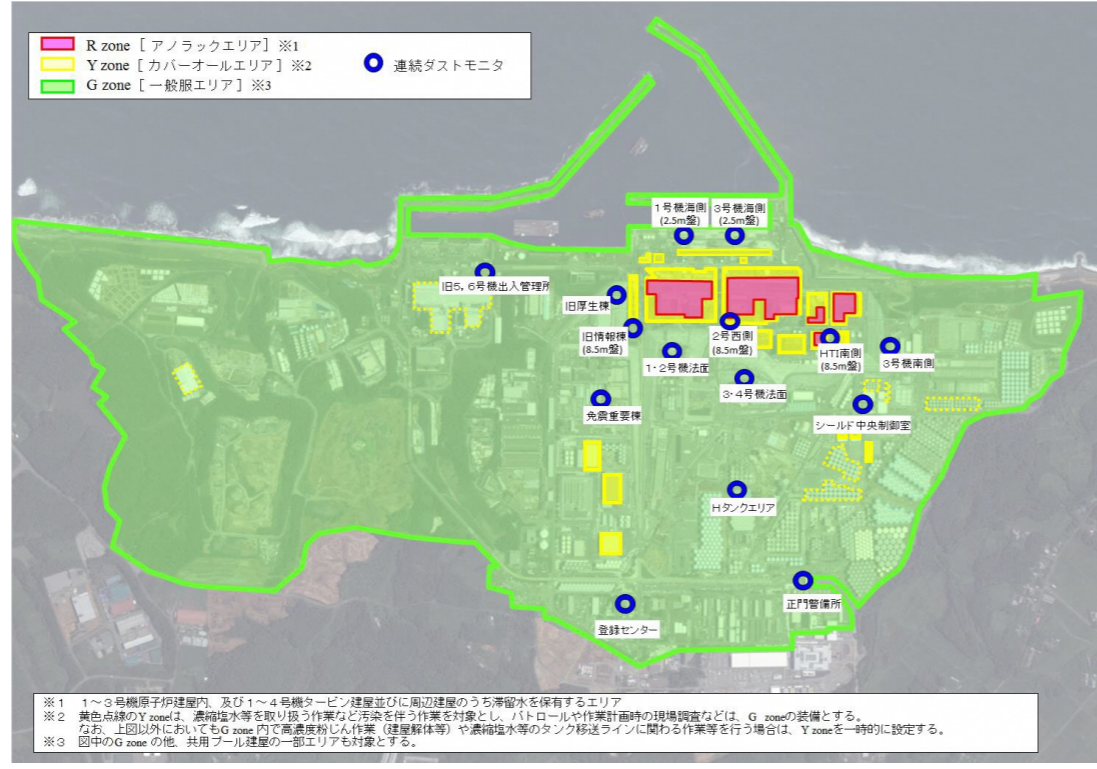 R zone [ アノラックエリア] ※1
Y zone [ カバーオールエリア] ※2
G zone [ 一般服エリア] ※3
連続ダストモニタ
1号機海側
(2.5m盤)
3号機海側
(2.5m盤)
旧5，6号機出入管理所
旧厚生棟
旧情報棟
(8.5m盤)
2号西側
(8.5m盤)
HTI南側
(8.5m盤)
3号機南側
1・2号機法面
3・4号機法面
免震重要棟
シールド中央制御室
Hタンクエリア
正門警備所
登録センター
※１　１～３号機原子炉建屋内、及び１～４号機タービン建屋並びに周辺建屋のうち滞留水を保有するエリア
※２　黄色点線のY zoneは、濃縮塩水等を取り扱う作業など汚染を伴う作業を対象とし、パトロールや作業計画時の現場調査などは、G zoneの装備とする。
なお、上図以外においてもG zone 内で高濃度粉じん作業（建屋解体等）や濃縮塩水等のタンク移送ラインに関わる作業等を行う場合は、Y zoneを一時的に設定する。
※３　図中のG zone の他、共用プール建屋の一部エリアも対象とする。